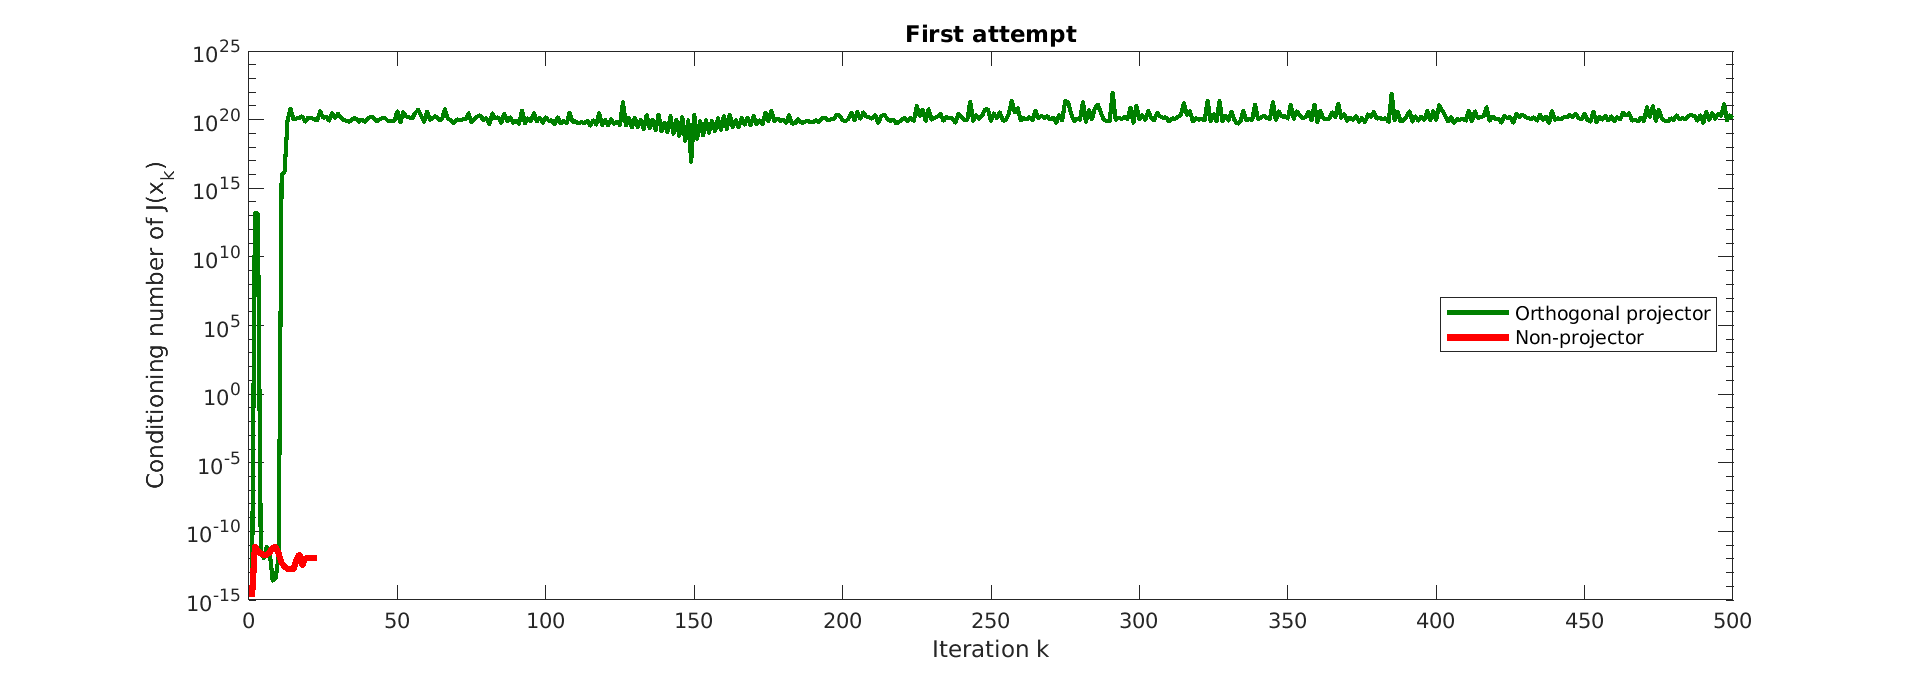 First attempt
Conditioning number of J(x_k)
10^25
10^20
10^15
10^10
10^5
10^0
10^-5
10^-10
10^-15
Orthogonal projector
Non-projector
0 50 100 150 200 250 300 350 400 450 500
Iteration k